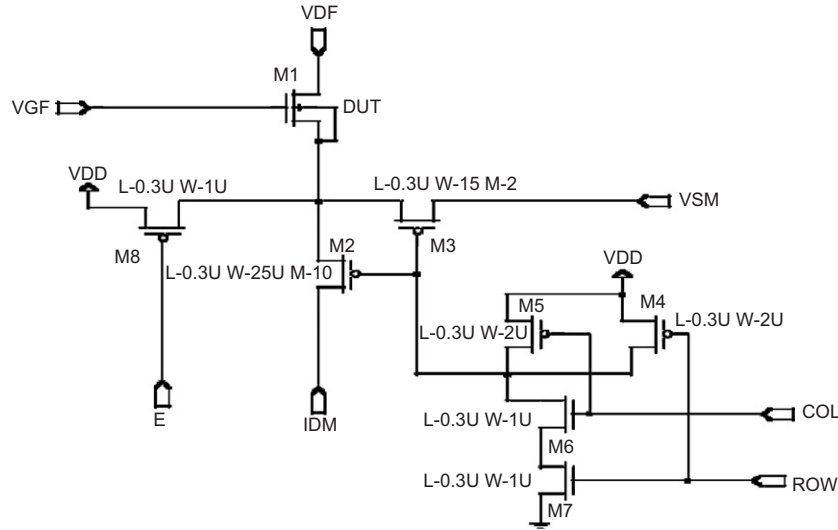 VDF
M1
VGF
DUT
VDD
L-0.3U W-1U
L-0.3U W-15 M-2
VSM
M8
M2
M3
L-0.3U W-25U M-10
VDD
M5
M4
L-0.3U W-2U
L-0.3U W-2U
E
IDM
COL
L-0.3U W-1U
M6
L-0.3U W-1U
ROW
M7